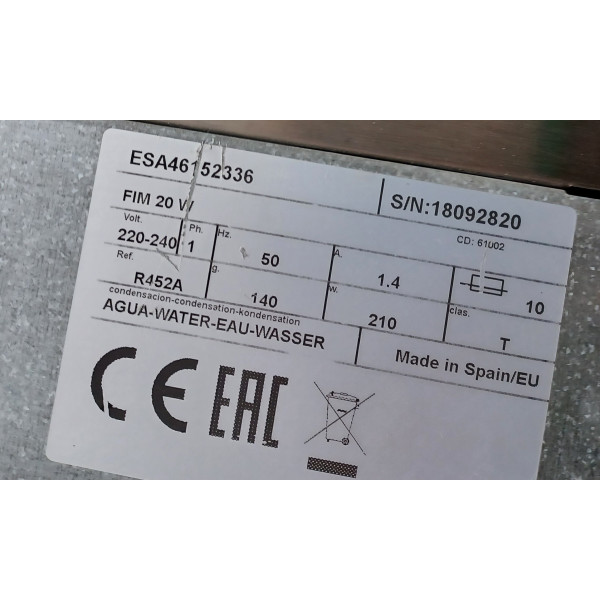 ESA46152336
S/N:18092820
FIM 20 W
CD: 61002
Volt.
220-240
Ph.
1
Hz.
50
A.
1.4
10
Ref.
R452A
g.
140
w.
210
clas.
T
condensacion-condensation-kondensation
AGUA-WATER-EAU-WASSER
Made in Spain/EU
CE EAC